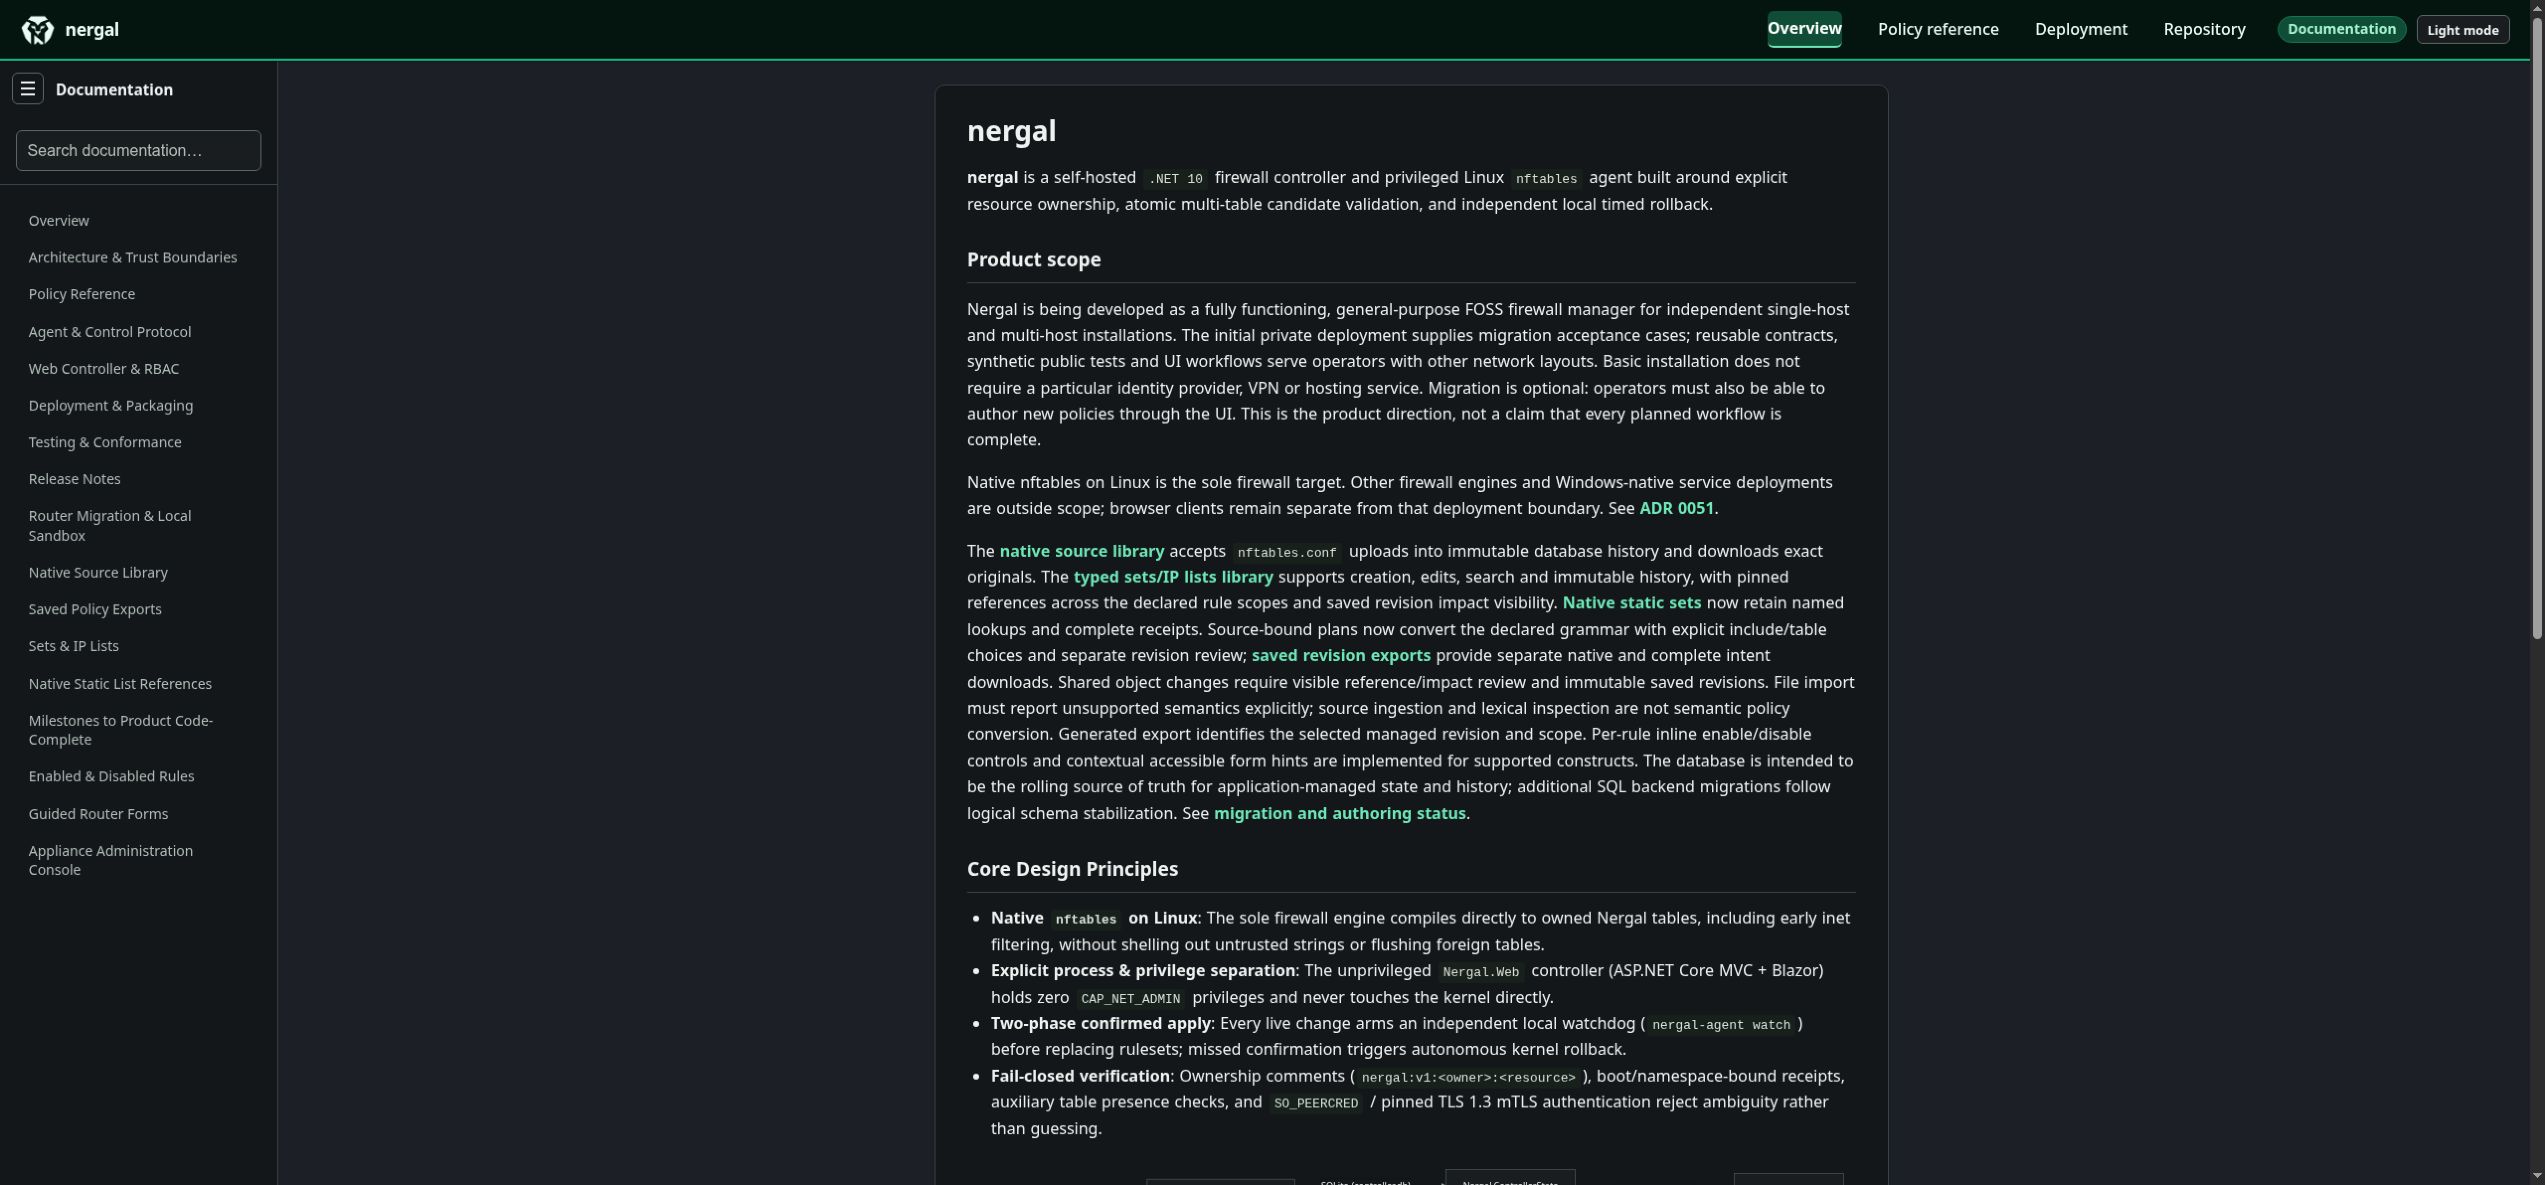 nergal
Overview
Policy reference
Deployment
Repository
Documentation
Light mode
Documentation
Search documentation...
Overview
Architecture & Trust Boundaries
Policy Reference
Agent & Control Protocol
Web Controller & RBAC
Deployment & Packaging
Testing & Conformance
Release Notes
Router Migration & Local
Sandbox
Native Source Library
Saved Policy Exports
Sets & IP Lists
Native Static List References
Milestones to Product Code-
Complete
Enabled & Disabled Rules
Guided Router Forms
Appliance Administration
Console
nergal
nergal is a self-hosted .NET 10 firewall controller and privileged Linux nftables agent built around explicit
resource ownership, atomic multi-table candidate validation, and independent local timed rollback.
Product scope
Nergal is being developed as a fully functioning, general-purpose FOSS firewall manager for independent single-host
and multi-host installations. The initial private deployment supplies migration acceptance cases; reusable contracts,
synthetic public tests and UI workflows serve operators with other network layouts. Basic installation does not
require a particular identity provider, VPN or hosting service. Migration is optional: operators must also be able to
author new policies through the UI. This is the product direction, not a claim that every planned workflow is
complete.
Native nftables on Linux is the sole firewall target. Other firewall engines and Windows-native service deployments
are outside scope; browser clients remain separate from that deployment boundary. See ADR 0051.
The native source library accepts nftables.conf uploads into immutable database history and downloads exact
originals. The typed sets/IP lists library supports creation, edits, search and immutable history, with pinned
references across the declared rule scopes and saved revision impact visibility. Native static sets now retain named
lookups and complete receipts. Source-bound plans now convert the declared grammar with explicit include/table
choices and separate revision review; saved revision exports provide separate native and complete intent
downloads. Shared object changes require visible reference/impact review and immutable saved revisions. File import
must report unsupported semantics explicitly; source ingestion and lexical inspection are not semantic policy
conversion. Generated export identifies the selected managed revision and scope. Per-rule inline enable/disable
controls and contextual accessible form hints are implemented for supported constructs. The database is intended to
be the rolling source of truth for application-managed state and history; additional SQL backend migrations follow
logical schema stabilization. See migration and authoring status.
Core Design Principles
• Native nftables on Linux: The sole firewall engine compiles directly to owned Nergal tables, including early inet
filtering, without shelling out untrusted strings or flushing foreign tables.
• Explicit process & privilege separation: The unprivileged Nergal.Web controller (ASP.NET Core MVC + Blazor)
holds zero CAP_NET_ADMIN privileges and never touches the kernel directly.
• Two-phase confirmed apply: Every live change arms an independent local watchdog ( nergal-agent watch )
before replacing rulesets; missed confirmation triggers autonomous kernel rollback.
• Fail-closed verification: Ownership comments ( nergal:v1:<owner>:<resource> ), boot/namespace-bound receipts,
auxiliary table presence checks, and SO_PEERCRED / pinned TLS 1.3 mTLS authentication reject ambiguity rather
than guessing.